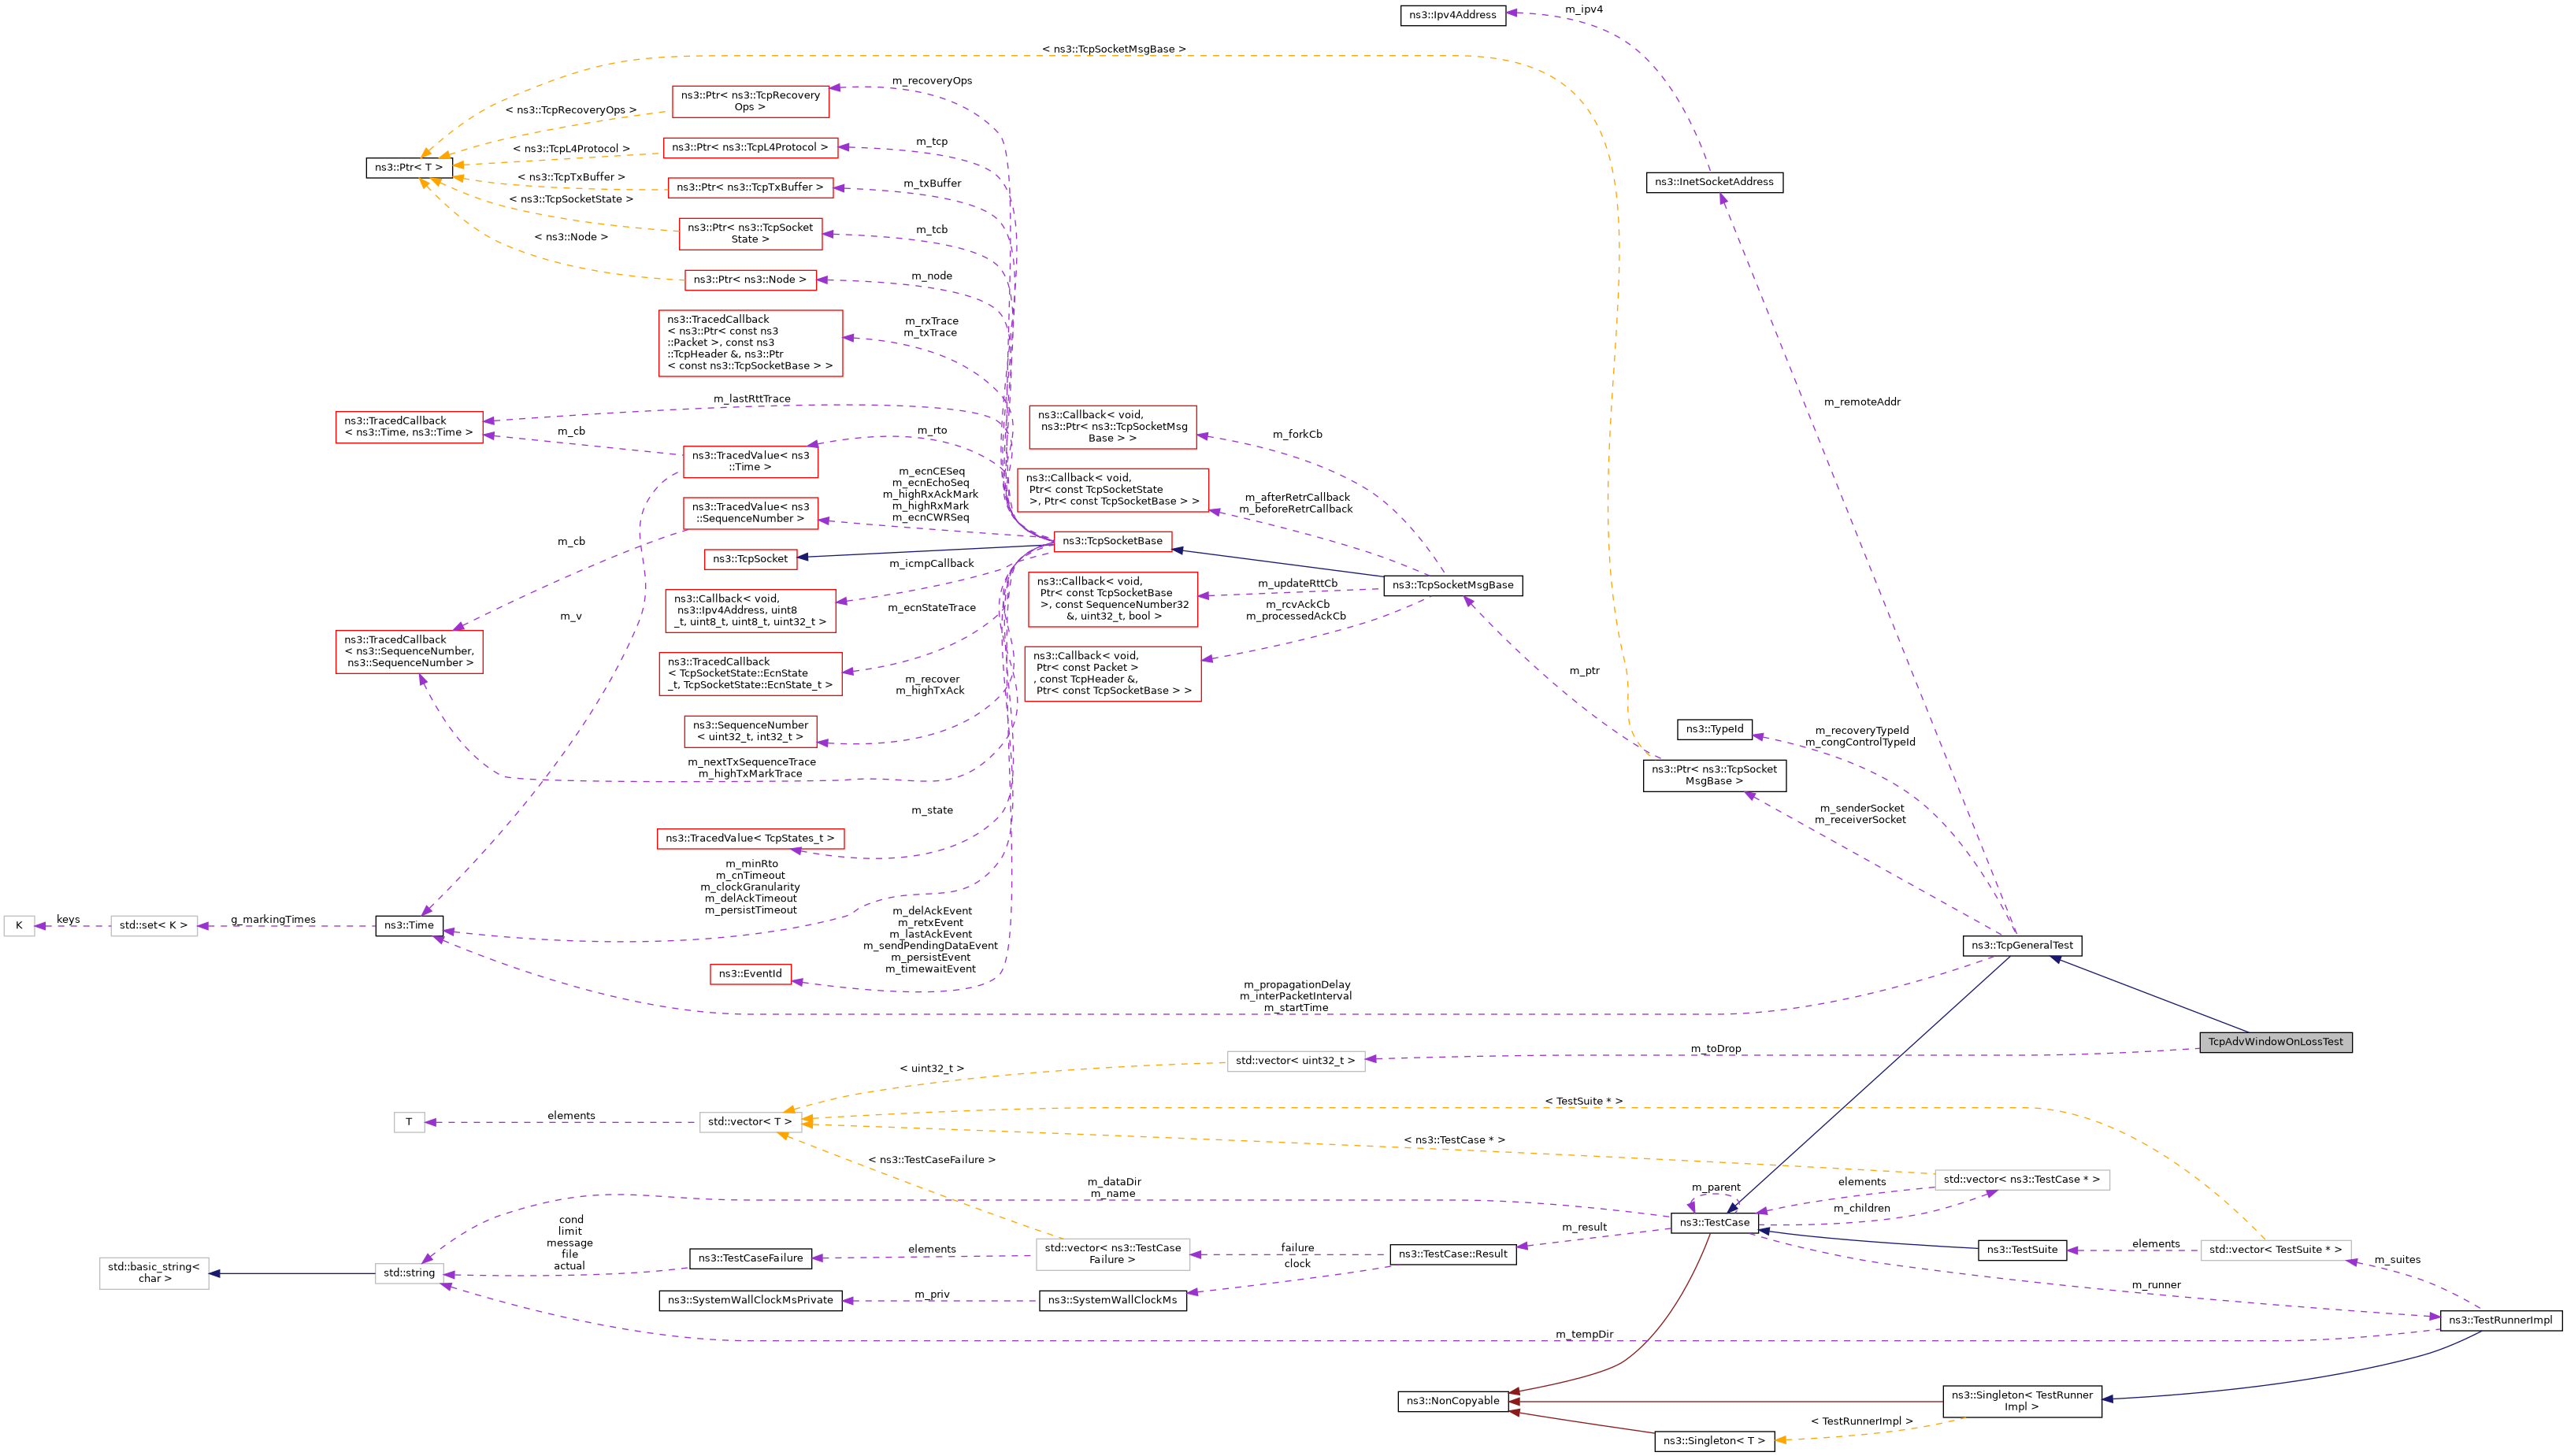 ns3::Ipv4Address
m_ipv4
< ns3::TcpSocketMsgBase >
ns3::Ptr< ns3::TcpRecovery
Ops >
m_recoveryOps
< ns3::TcpRecoveryOps >
ns3::Ptr< ns3::TcpL4Protocol >
m_tcp
< ns3::TcpL4Protocol >
ns3::Ptr< T >
ns3::Ptr< ns3::TcpTxBuffer >
m_txBuffer
< ns3::TcpTxBuffer >
ns3::InetSocketAddress
< ns3::TcpSocketState >
ns3::Ptr< ns3::TcpSocket
State >
m_tcb
< ns3::Node >
ns3::Ptr< ns3::Node >
m_node
ns3::TracedCallback
< ns3::Ptr< const ns3
::Packet >, const ns3
::TcpHeader &, ns3::Ptr
< const ns3::TcpSocketBase > >
m_rxTrace
m_txTrace
m_lastRttTrace
m_remoteAddr
ns3::TracedCallback
< ns3::Time, ns3::Time >
m_cb
m_rto
ns3::TracedValue< ns3
::Time >
ns3::Callback< void,
ns3::Ptr< ns3::TcpSocketMsg
Base > >
m_forkCb
m_ecnCESeq
m_ecnEchoSeq
m_highRxAckMark
m_highRxMark
m_ecnCWRSeq
ns3::Callback< void,
Ptr< const TcpSocketState
>, Ptr< const TcpSocketBase > >
m_afterRetrCallback
m_beforeRetrCallback
ns3::TracedValue< ns3
::SequenceNumber >
m_cb
ns3::TcpSocketBase
ns3::TcpSocket
m_icmpCallback
ns3::Callback< void,
ns3::Ipv4Address, uint8
_t, uint8_t, uint8_t, uint32_t >
ns3::Callback< void,
Ptr< const TcpSocketBase
>, const SequenceNumber32
&, uint32_t, bool >
m_updateRttCb
ns3::TcpSocketMsgBase
m_rcvAckCb
m_processedAckCb
m_v
m_ecnStateTrace
ns3::TracedCallback
< ns3::SequenceNumber,
ns3::SequenceNumber >
ns3::TracedCallback
< TcpSocketState::EcnState
_t, TcpSocketState::EcnState_t >
ns3::Callback< void,
Ptr< const Packet >
, const TcpHeader &,
Ptr< const TcpSocketBase > >
m_ptr
m_recover
m_highTxAck
ns3::SequenceNumber
< uint32_t, int32_t >
ns3::TypeId
m_recoveryTypeId
m_congControlTypeId
m_nextTxSequenceTrace
m_highTxMarkTrace
ns3::Ptr< ns3::TcpSocket
MsgBase >
m_senderSocket
m_receiverSocket
m_state
ns3::TracedValue< TcpStates_t >
m_minRto
m_cnTimeout
m_clockGranularity
m_delAckTimeout
m_persistTimeout
K
keys
std::set< K >
g_markingTimes
ns3::Time
m_delAckEvent
m_retxEvent
m_lastAckEvent
m_sendPendingDataEvent
m_persistEvent
m_timewaitEvent
ns3::EventId
ns3::TcpGeneralTest
m_propagationDelay
m_interPacketInterval
m_startTime
TcpAdvWindowOnLossTest
m_toDrop
std::vector< uint32_t >
< uint32_t >
T
elements
std::vector< T >
< TestSuite * >
< ns3::TestCase * >
< ns3::TestCaseFailure >
m_dataDir
m_name
m_parent
elements
std::vector< ns3::TestCase * >
m_children
ns3::TestCase
m_result
cond
limit
message
file
actual
ns3::TestCaseFailure
elements
std::vector< ns3::TestCase
Failure >
failure
clock
ns3::TestCase::Result
ns3::TestSuite
elements
std::vector< TestSuite * >
m_suites
std::basic_string<
char >
std::string
m_runner
ns3::SystemWallClockMsPrivate
m_priv
ns3::SystemWallClockMs
ns3::TestRunnerImpl
m_tempDir
ns3::NonCopyable
ns3::Singleton< TestRunner
Impl >
< TestRunnerImpl >
ns3::Singleton< T >